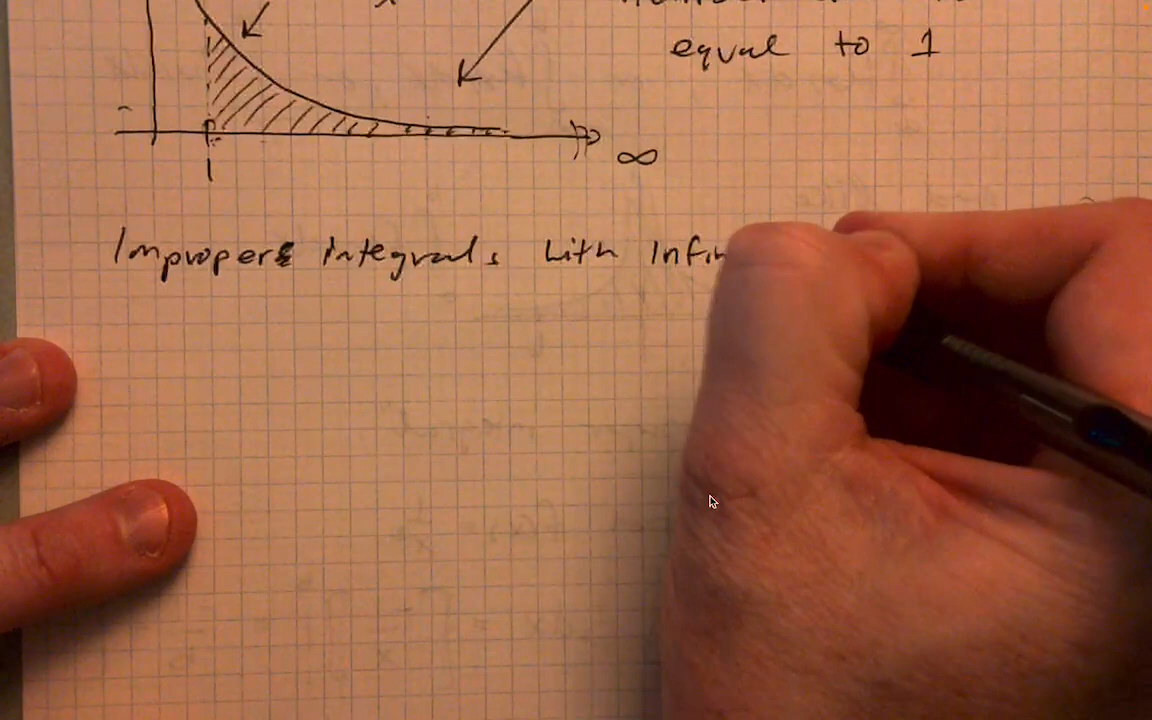 x
equal to 1
∞
Improper integrals with Infin